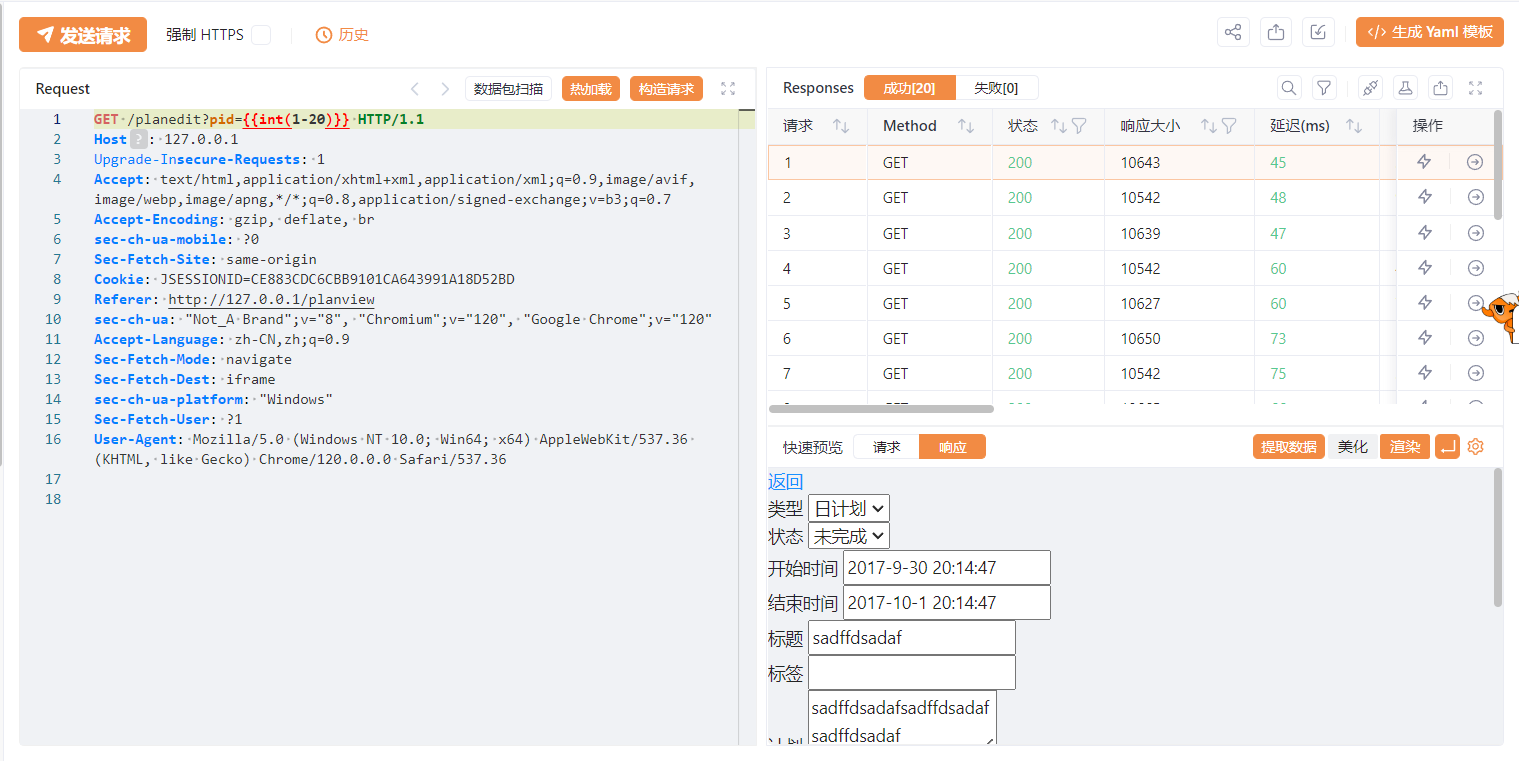 发送请求 强制 HTTPS 历史 生成 Yaml 模板
Request 数据包扫描 热加载 构造请求
1 GET /planedit?pid={{int(1-20)}} HTTP/1.1
2 Host ? : 127.0.0.1
3 Upgrade-Insecure-Requests: 1
4 Accept: text/html,application/xhtml+xml,application/xml;q=0.9,image/avif,
image/webp,image/apng,*/*;q=0.8,application/signed-exchange;v=b3;q=0.7
5 Accept-Encoding: gzip, deflate, br
6 sec-ch-ua-mobile: ?0
7 Sec-Fetch-Site: same-origin
8 Cookie: JSESSIONID=CE883CDC6CBB9101CA643991A18D52BD
9 Referer: http://127.0.0.1/planview
10 sec-ch-ua: "Not_A Brand";v="8", "Chromium";v="120", "Google Chrome";v="120"
11 Accept-Language: zh-CN,zh;q=0.9
12 Sec-Fetch-Mode: navigate
13 Sec-Fetch-Dest: iframe
14 sec-ch-ua-platform: "Windows"
15 Sec-Fetch-User: ?1
16 User-Agent: Mozilla/5.0 (Windows NT 10.0; Win64; x64) AppleWebKit/537.36
(KHTML, like Gecko) Chrome/120.0.0.0 Safari/537.36
17
18
Responses 成功[20] 失败[0]
请求 Method 状态 响应大小 延迟(ms) 操作
1 GET 200 10643 45
2 GET 200 10542 48
3 GET 200 10639 47
4 GET 200 10542 60
5 GET 200 10627 60
6 GET 200 10650 73
7 GET 200 10542 75
快速预览 请求 响应 提取数据 美化 渲染
返回
类型 日计划
状态 未完成
开始时间 2017-9-30 20:14:47
结束时间 2017-10-1 20:14:47
标题 sadffdsadaf
标签
sadffdsadafsadffdsadaf
sadffdsadaf